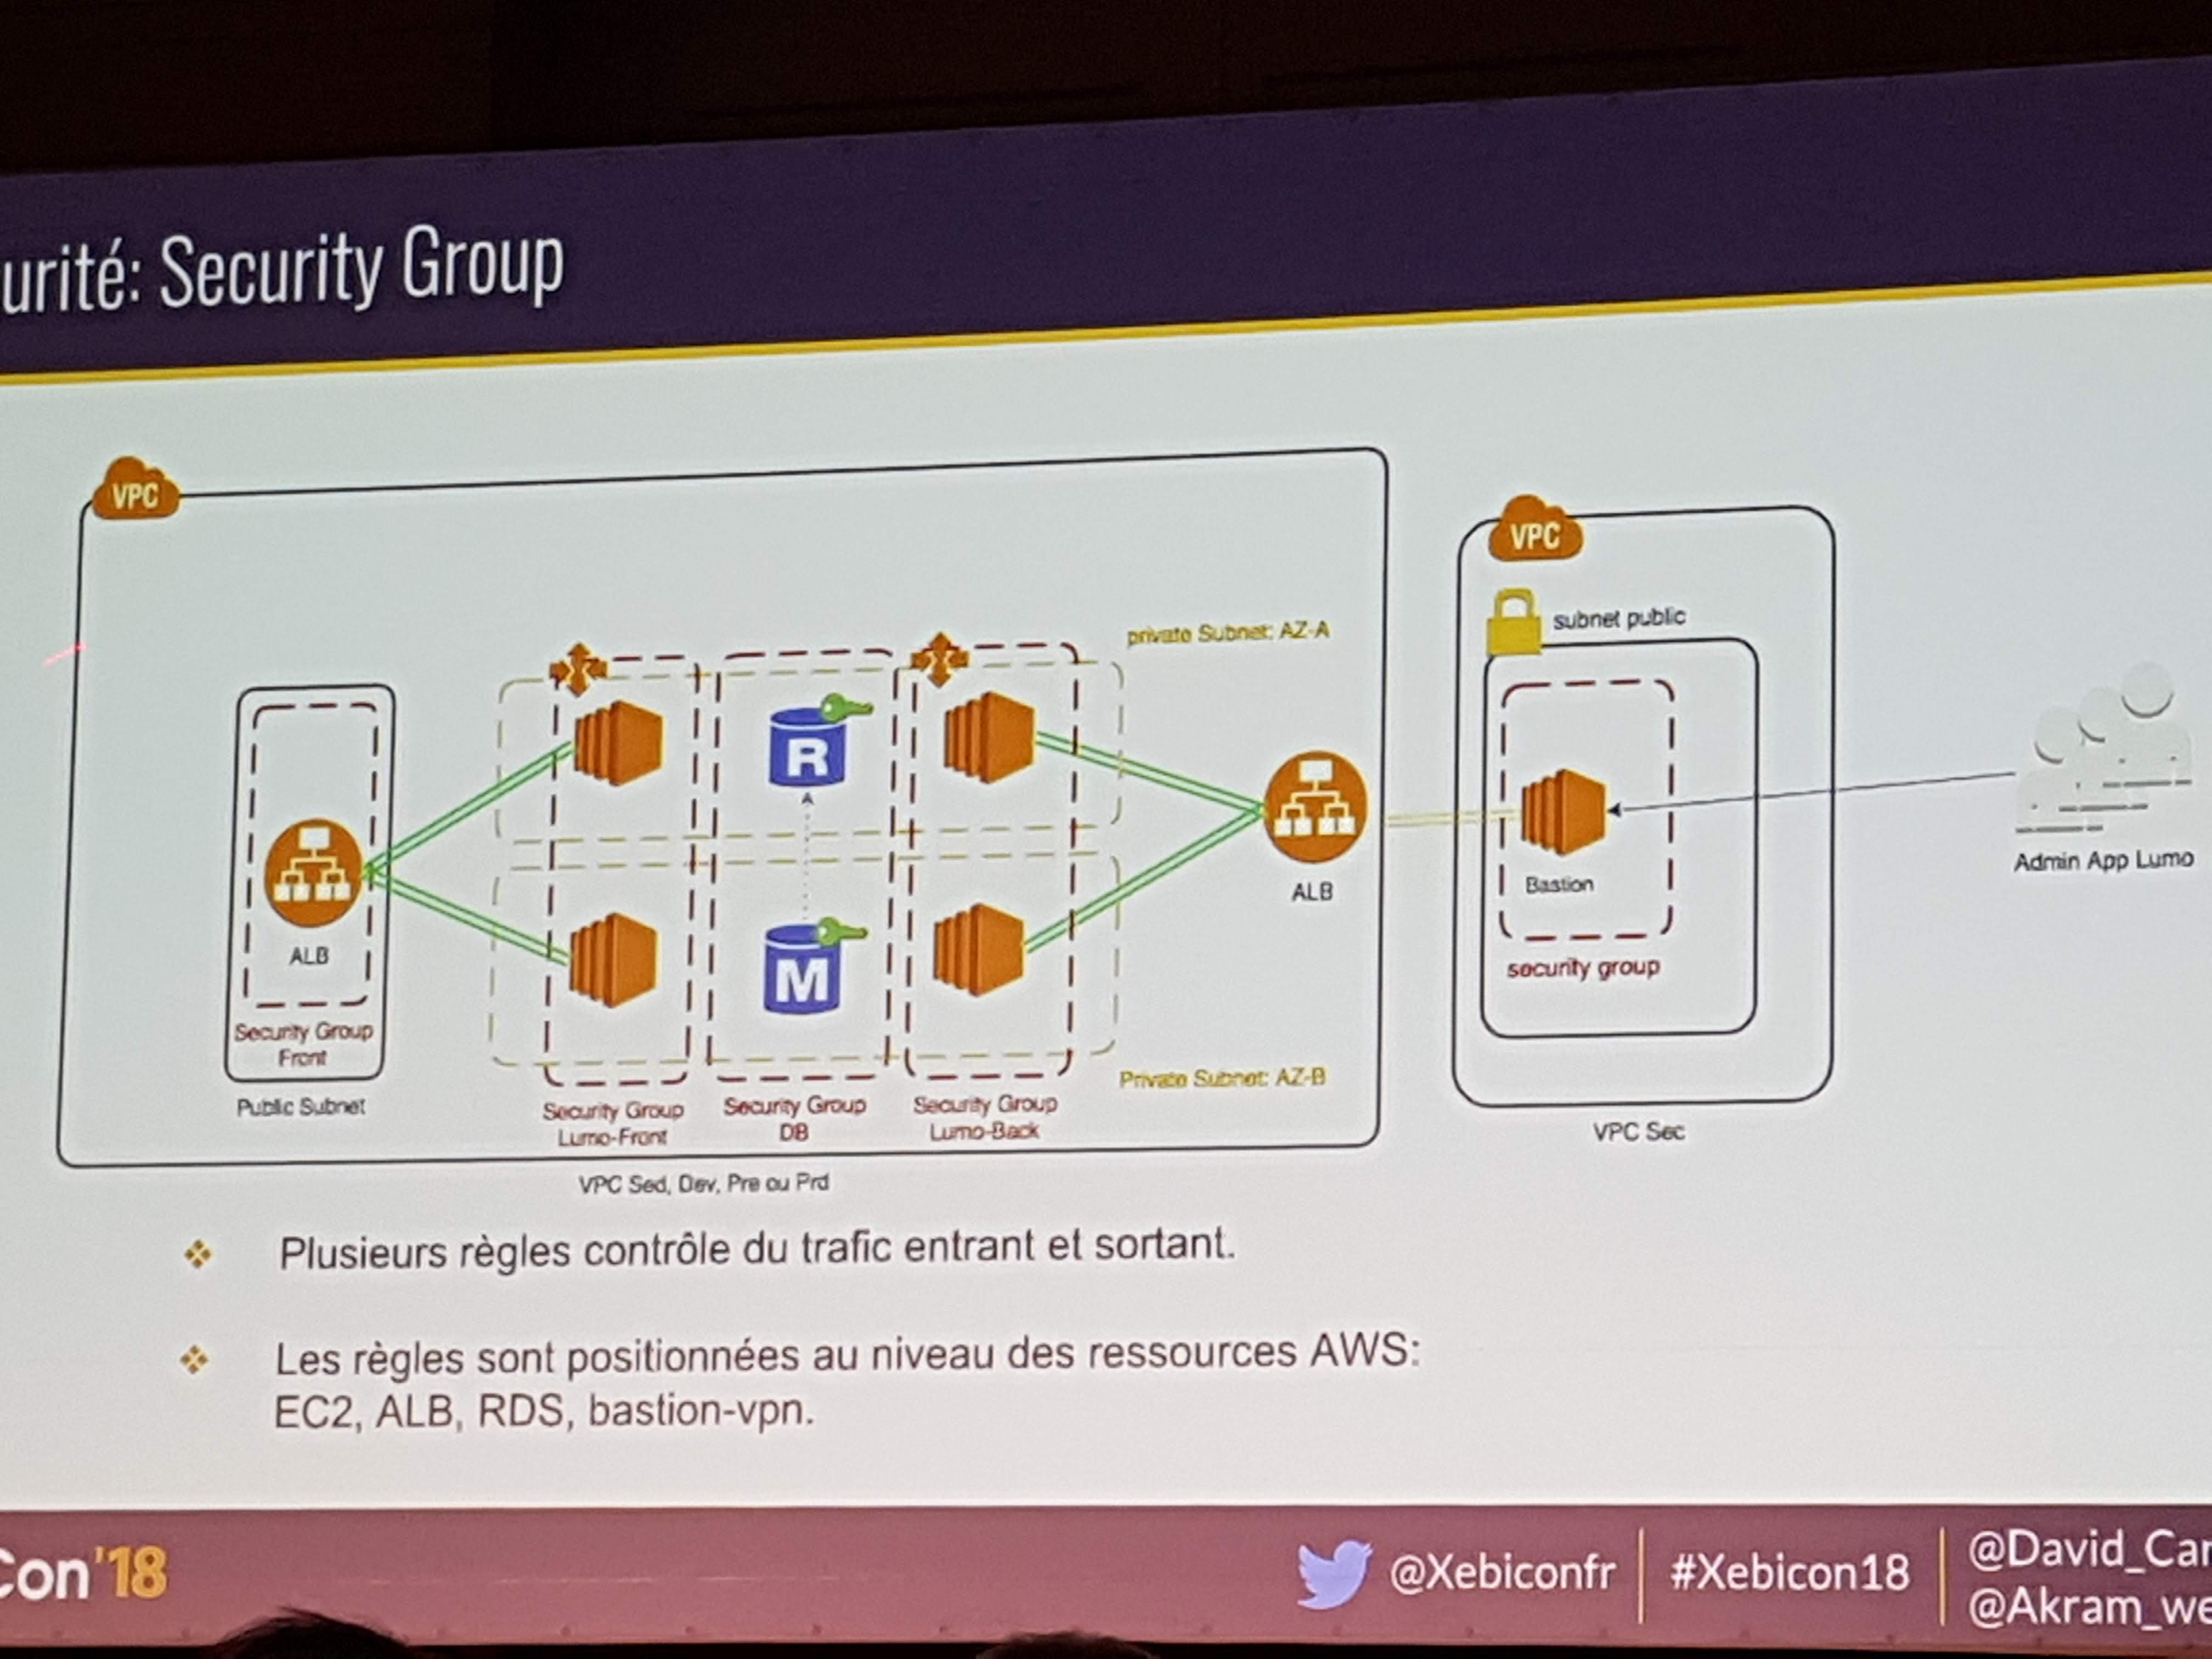 urité: Security Group
VPC
VPC
subnet public
private Subnet: AZ-A
R
M
ALB
ALB
Bastion
Admin App Lumo
security group
Security Group
Front
Public Subnet
Private Subnet: AZ-B
Security Group
Lumo-Front
Security Group
DB
Security Group
Lumo-Back
VPC Sec
VPC Sed, Dev, Pre ou Prd
Plusieurs règles contrôle du trafic entrant et sortant.
Les règles sont positionnées au niveau des ressources AWS:
EC2, ALB, RDS, bastion-vpn.
Con'18
@Xebiconfr
#Xebicon18
@David_Car
@Akram_we